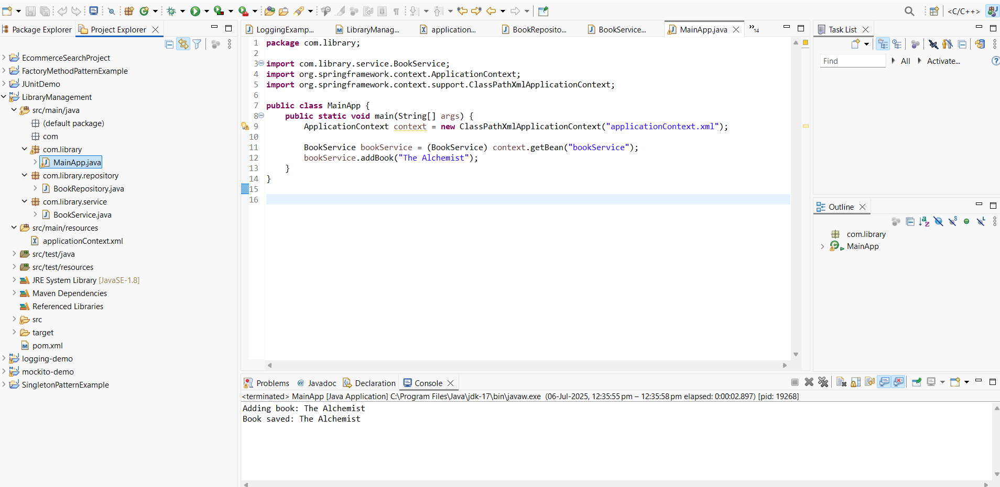 <C/C++>
Package Explorer
Project Explorer
EcommerceSearchProject
FactoryMethodPatternExample
JUnitDemo
LibraryManagement
src/main/java
(default package)
com
com.library
MainApp.java
com.library.repository
BookRepository.java
com.library.service
BookService.java
src/main/resources
applicationContext.xml
src/test/java
src/test/resources
JRE System Library [JavaSE-1.8]
Maven Dependencies
Referenced Libraries
src
target
pom.xml
logging-demo
mockito-demo
SingletonPatternExample
LoggingExamp... LibraryManag... application... BookReposito... BookService... MainApp.java »14
1 package com.library;
2
3 import com.library.service.BookService;
4 import org.springframework.context.ApplicationContext;
5 import org.springframework.context.support.ClassPathXmlApplicationContext;
6
7 public class MainApp {
8 public static void main(String[] args) {
9 ApplicationContext context = new ClassPathXmlApplicationContext("applicationContext.xml");
10
11 BookService bookService = (BookService) context.getBean("bookService");
12 bookService.addBook("The Alchemist");
13 }
14 }
15
16
Task List
Find All Activate...
Outline
com.library
MainApp
Problems @ Javadoc Declaration Console
<terminated> MainApp [Java Application] C:\Program Files\Java\jdk-17\bin\javaw.exe (06-Jul-2025, 12:35:55 pm – 12:35:58 pm elapsed: 0:00:02.897) [pid: 19268]
Adding book: The Alchemist
Book saved: The Alchemist